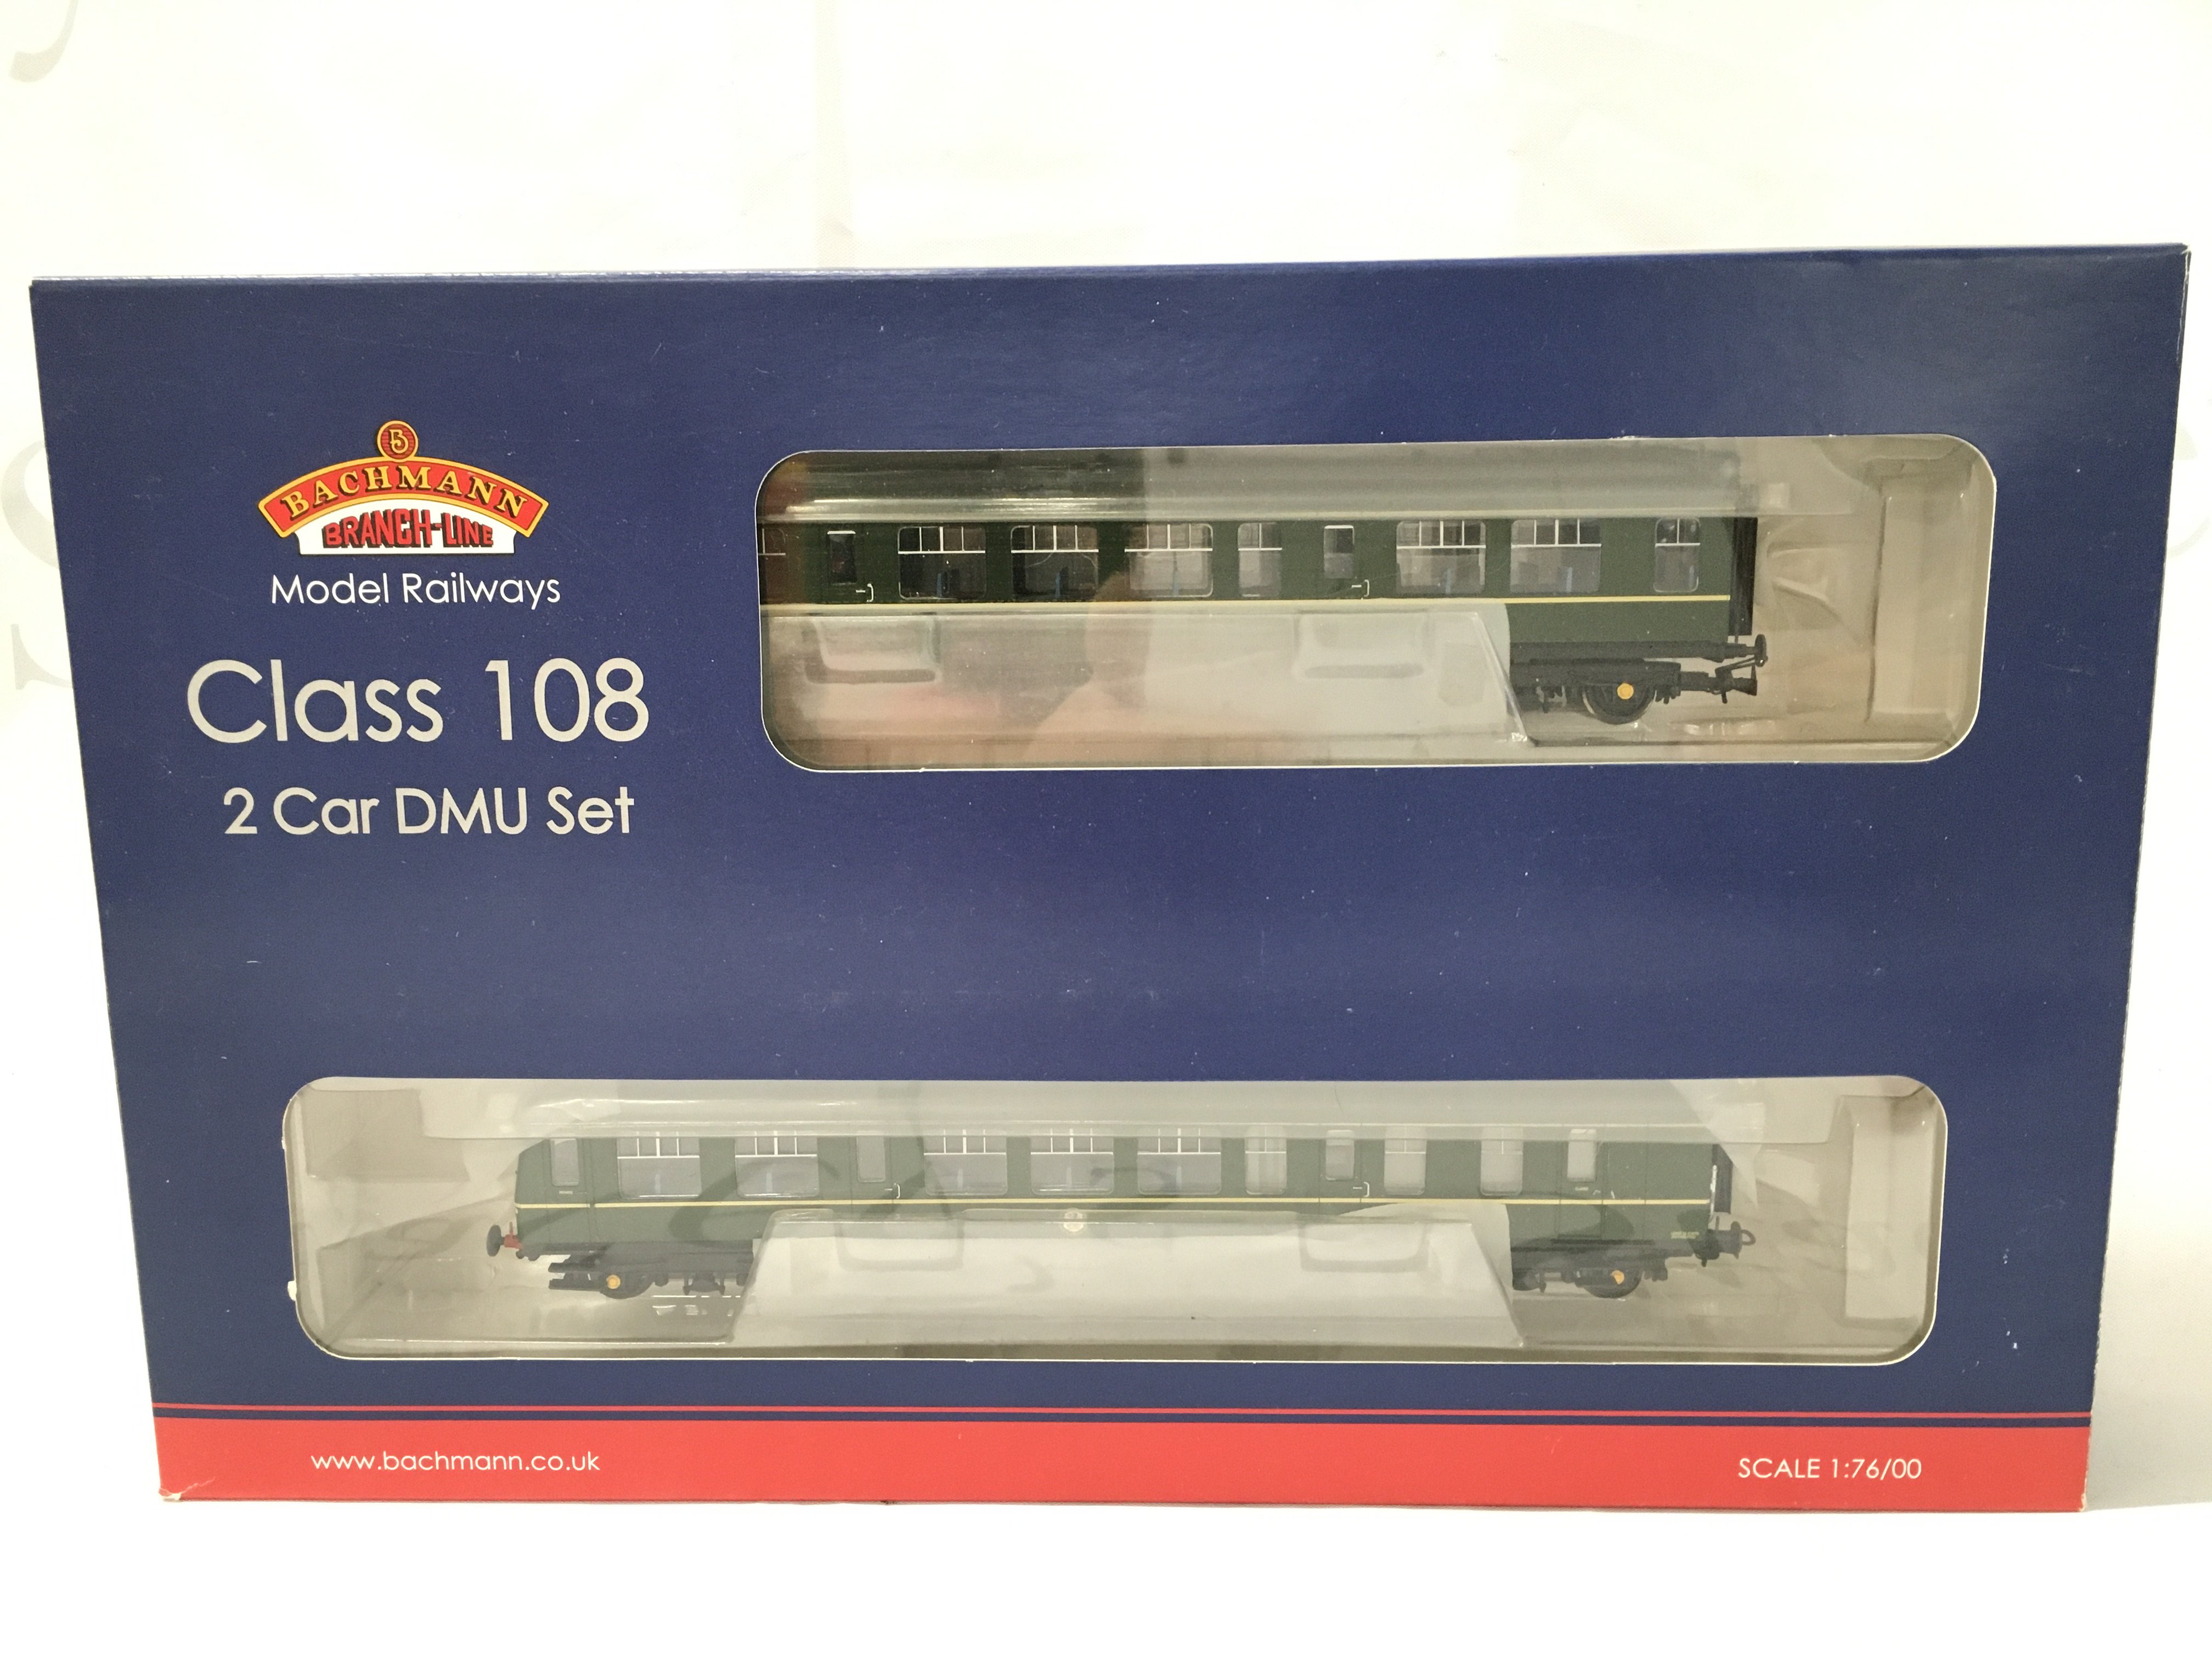 B
BACHMANN
BRANCH-LINE
Model Railways
Class 108
2 Car DMU Set
www.bachmann.co.uk
SCALE 1:76/00